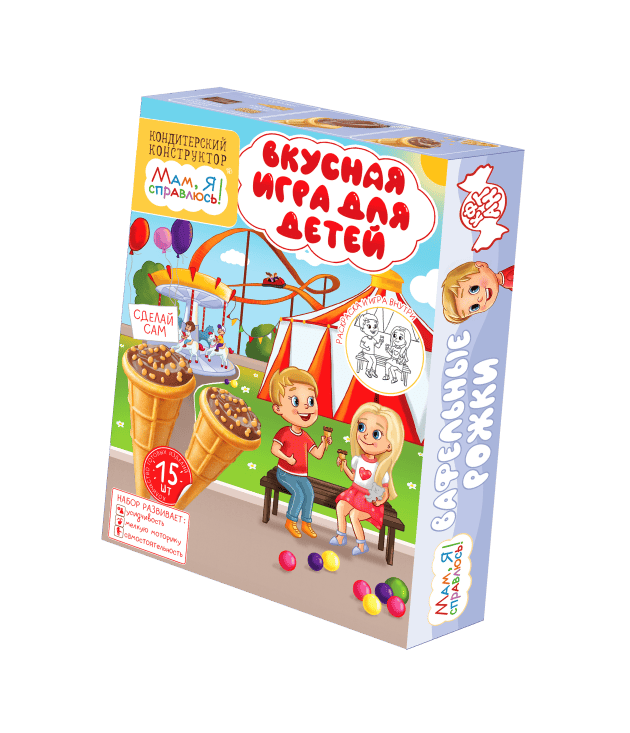 КОНДИТЕРСКИЙ
КОНСТРУКТОР
МАМ, Я
СПРАВЛЮСЬ!
ВКУСНАЯ
ИГРА ДЛЯ
ДЕТЕЙ
СДЕЛАЙ
САМ
РАСКРАСКА И ИГРА ВНУТРИ
15
ШТ
НАБОР РАЗВИВАЕТ:
усидчивость
мелкую моторику
самостоятельность
ВАФЕЛЬНЫЕ
РОЖКИ
МАМ, Я
СПРАВЛЮСЬ!